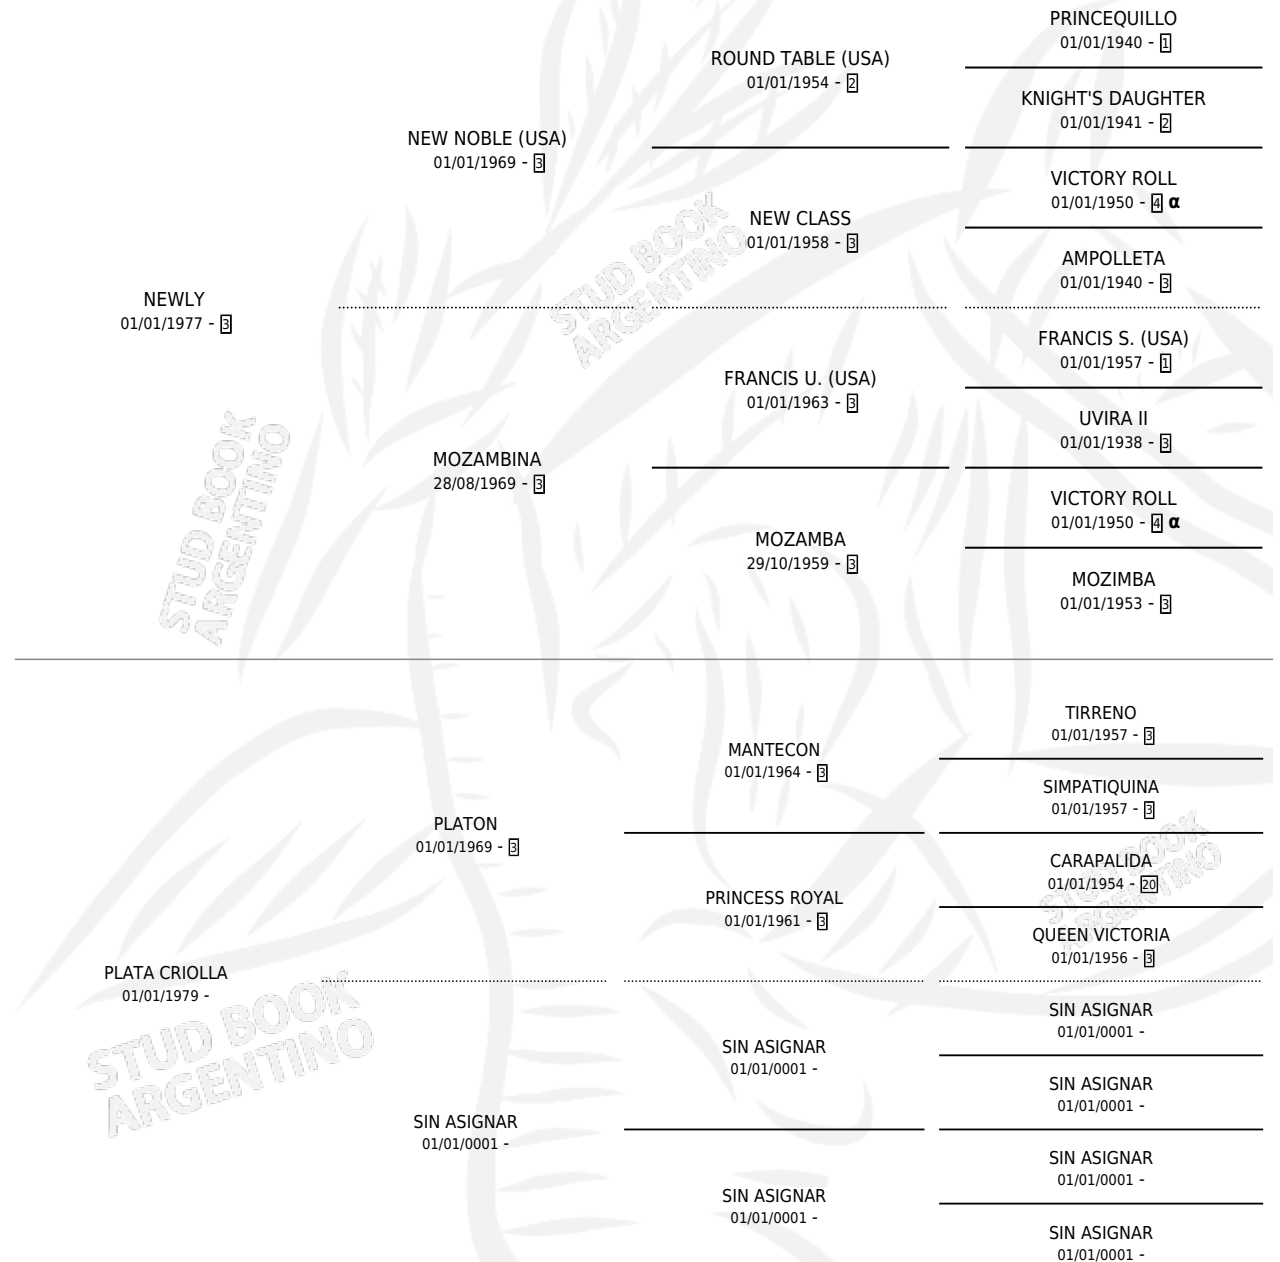 PRINCEQUILLO
01/01/1940 - 1
ROUND TABLE (USA)
01/01/1954 - 2
KNIGHT'S DAUGHTER
01/01/1941 - 2
NEW NOBLE (USA)
01/01/1969 - 3
VICTORY ROLL
01/01/1950 - 4 α
NEW CLASS
01/01/1958 - 3
AMPOLLETA
01/01/1940 - 3
NEWLY
01/01/1977 - 3
FRANCIS S. (USA)
01/01/1957 - 1
FRANCIS U. (USA)
01/01/1963 - 3
UVIRA II
01/01/1938 - 3
MOZAMBINA
28/08/1969 - 3
VICTORY ROLL
01/01/1950 - 4 α
MOZAMBA
29/10/1959 - 3
MOZIMBA
01/01/1953 - 3
TIRRENO
01/01/1957 - 3
MANTECON
01/01/1964 - 3
SIMPATIQUINA
01/01/1957 - 3
PLATON
01/01/1969 - 3
CARAPALIDA
01/01/1954 - 20
PRINCESS ROYAL
01/01/1961 - 3
QUEEN VICTORIA
01/01/1956 - 3
PLATA CRIOLLA
01/01/1979 -
SIN ASIGNAR
01/01/0001 -
SIN ASIGNAR
01/01/0001 -
SIN ASIGNAR
01/01/0001 -
SIN ASIGNAR
01/01/0001 -
SIN ASIGNAR
01/01/0001 -
SIN ASIGNAR
01/01/0001 -
SIN ASIGNAR
01/01/0001 -
STUD BOOK
ARGENTINO
STUD BOOK
ARGENTINO
STUD BOOK
ARGENTINO
STUD BOOK
ARGENTINO